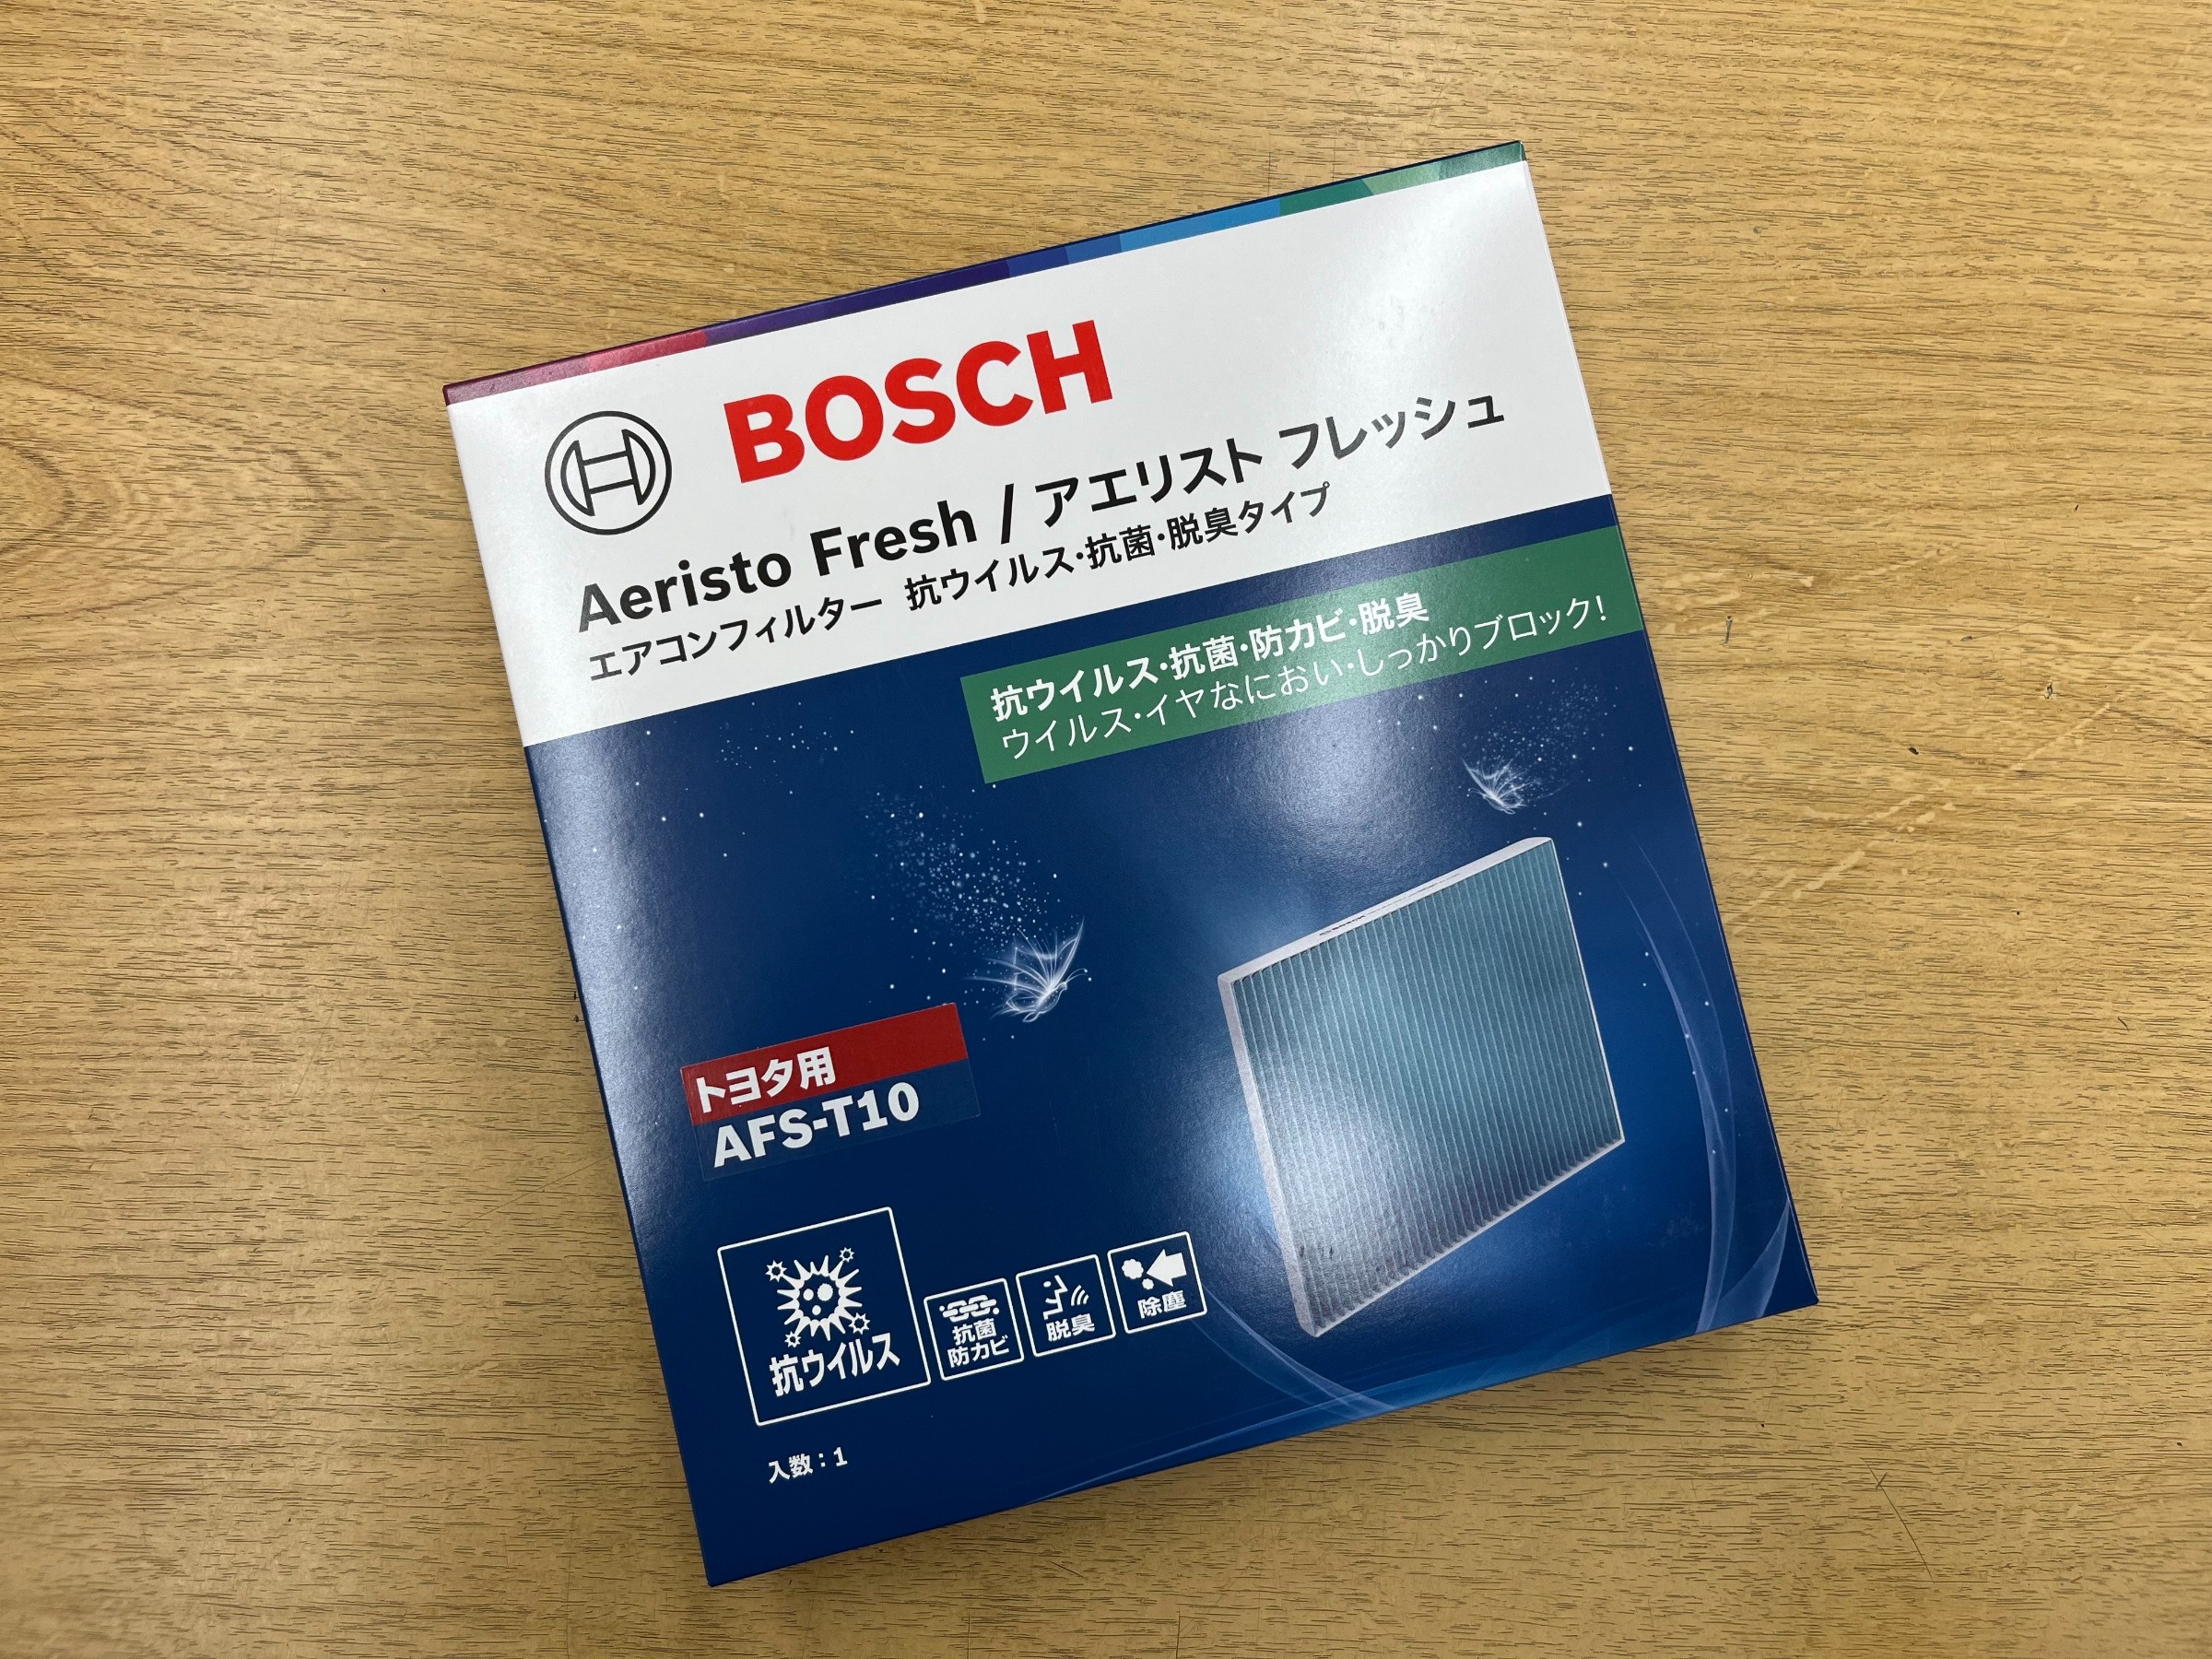 BOSCH
Aeristo Fresh / アエリスト フレッシュ
エアコンフィルター 抗ウイルス・抗菌・脱臭タイプ
抗ウイルス・抗菌・防カビ・脱臭
ウイルス・イヤなにおい・しっかりブロック!
トヨタ用
AFS-T10
抗ウイルス
抗菌
防カビ
脱臭
除塵
入数：1